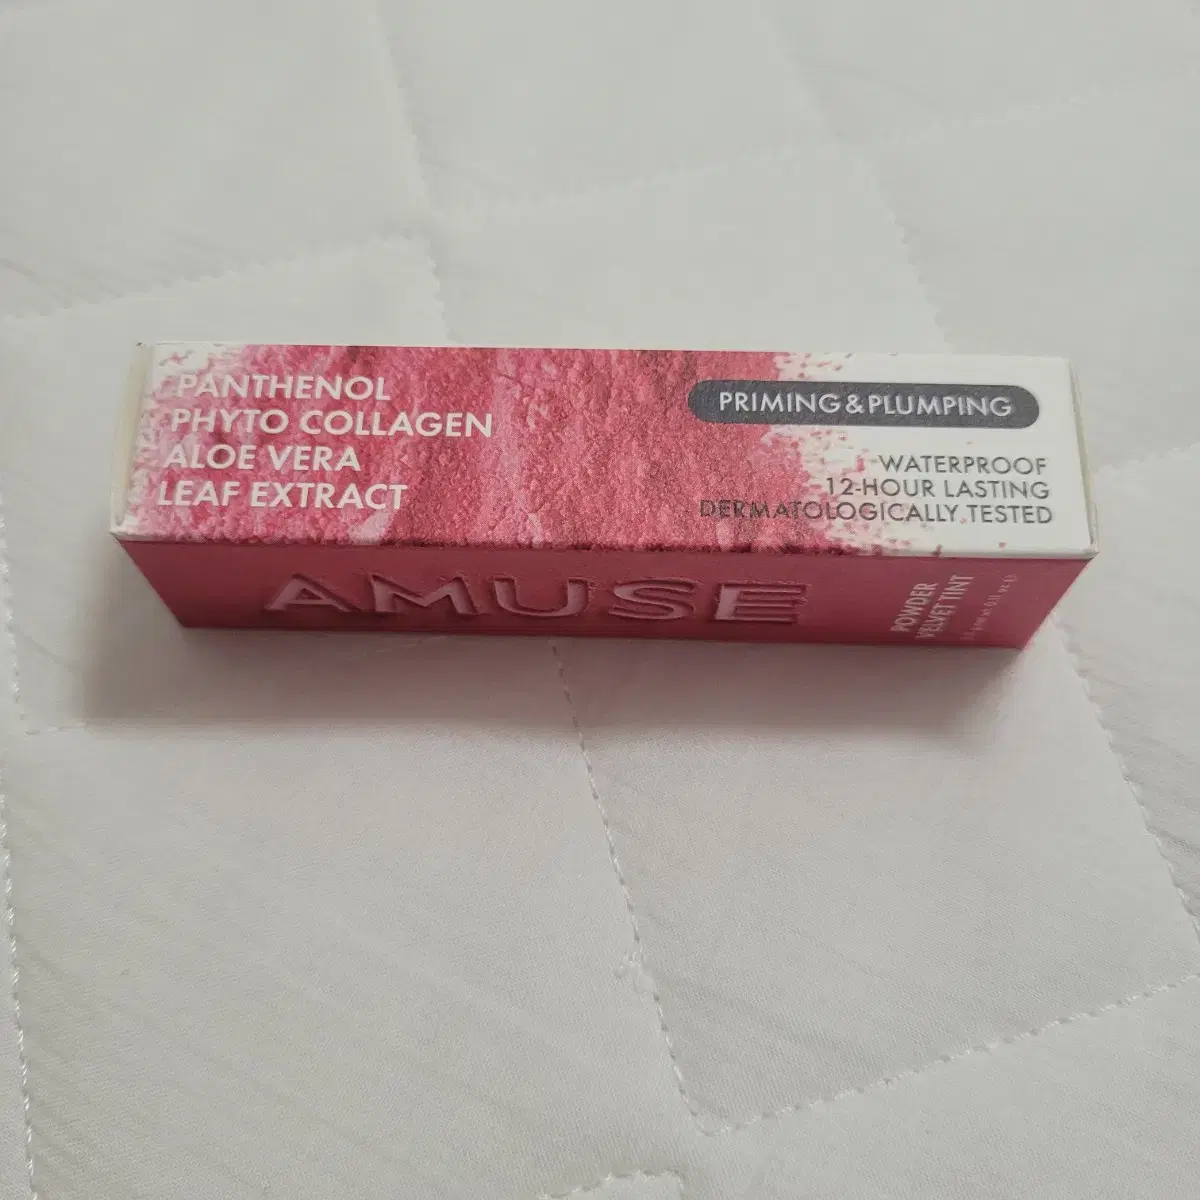 PANTHENOL
PHYTO COLLAGEN
ALOE VERA
LEAF EXTRACT
PRIMING&PLUMPING
WATERPROOF
12-HOUR LASTING
DERMATOLOGICALLY TESTED
AMUSE
POWDER
VELVET TINT